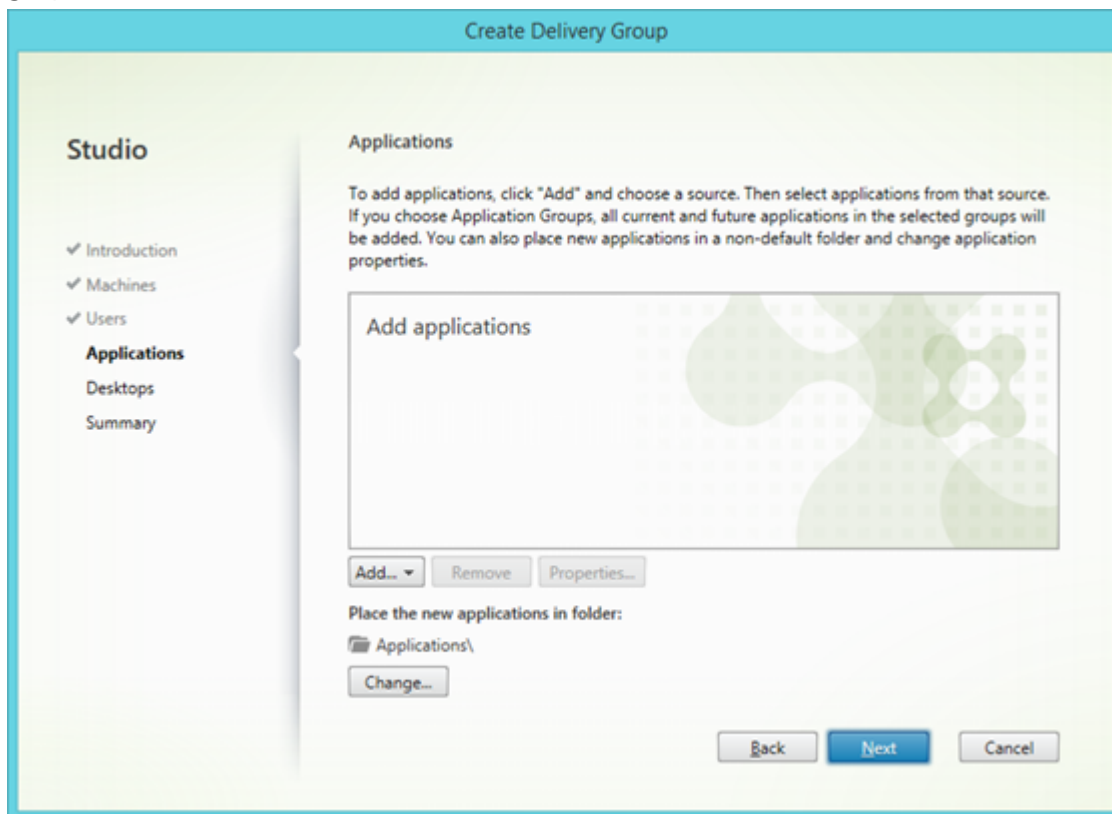 Create Delivery Group
Studio
✔ Introduction
✔ Machines
✔ Users
Applications
Desktops
Summary
Applications
To add applications, click "Add" and choose a source. Then select applications from that source.
If you choose Application Groups, all current and future applications in the selected groups will
be added. You can also place new applications in a non-default folder and change application
properties.
Add applications
Add... Remove Properties...
Place the new applications in folder:
Applications\
Change...
Back Next Cancel